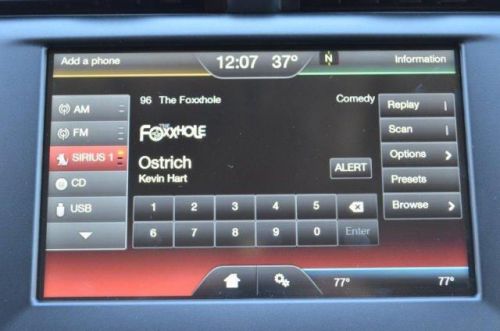 Add a phone 12:07 37° N Information
AM
FM
SIRIUS 1
CD
USB
96 The Foxxhole Comedy
THE FOXXHOLE
Ostrich
Kevin Hart
ALERT
Replay
Scan
Options
Presets
Browse
1 2 3 4 5
6 7 8 9 0 Enter
77° 77°